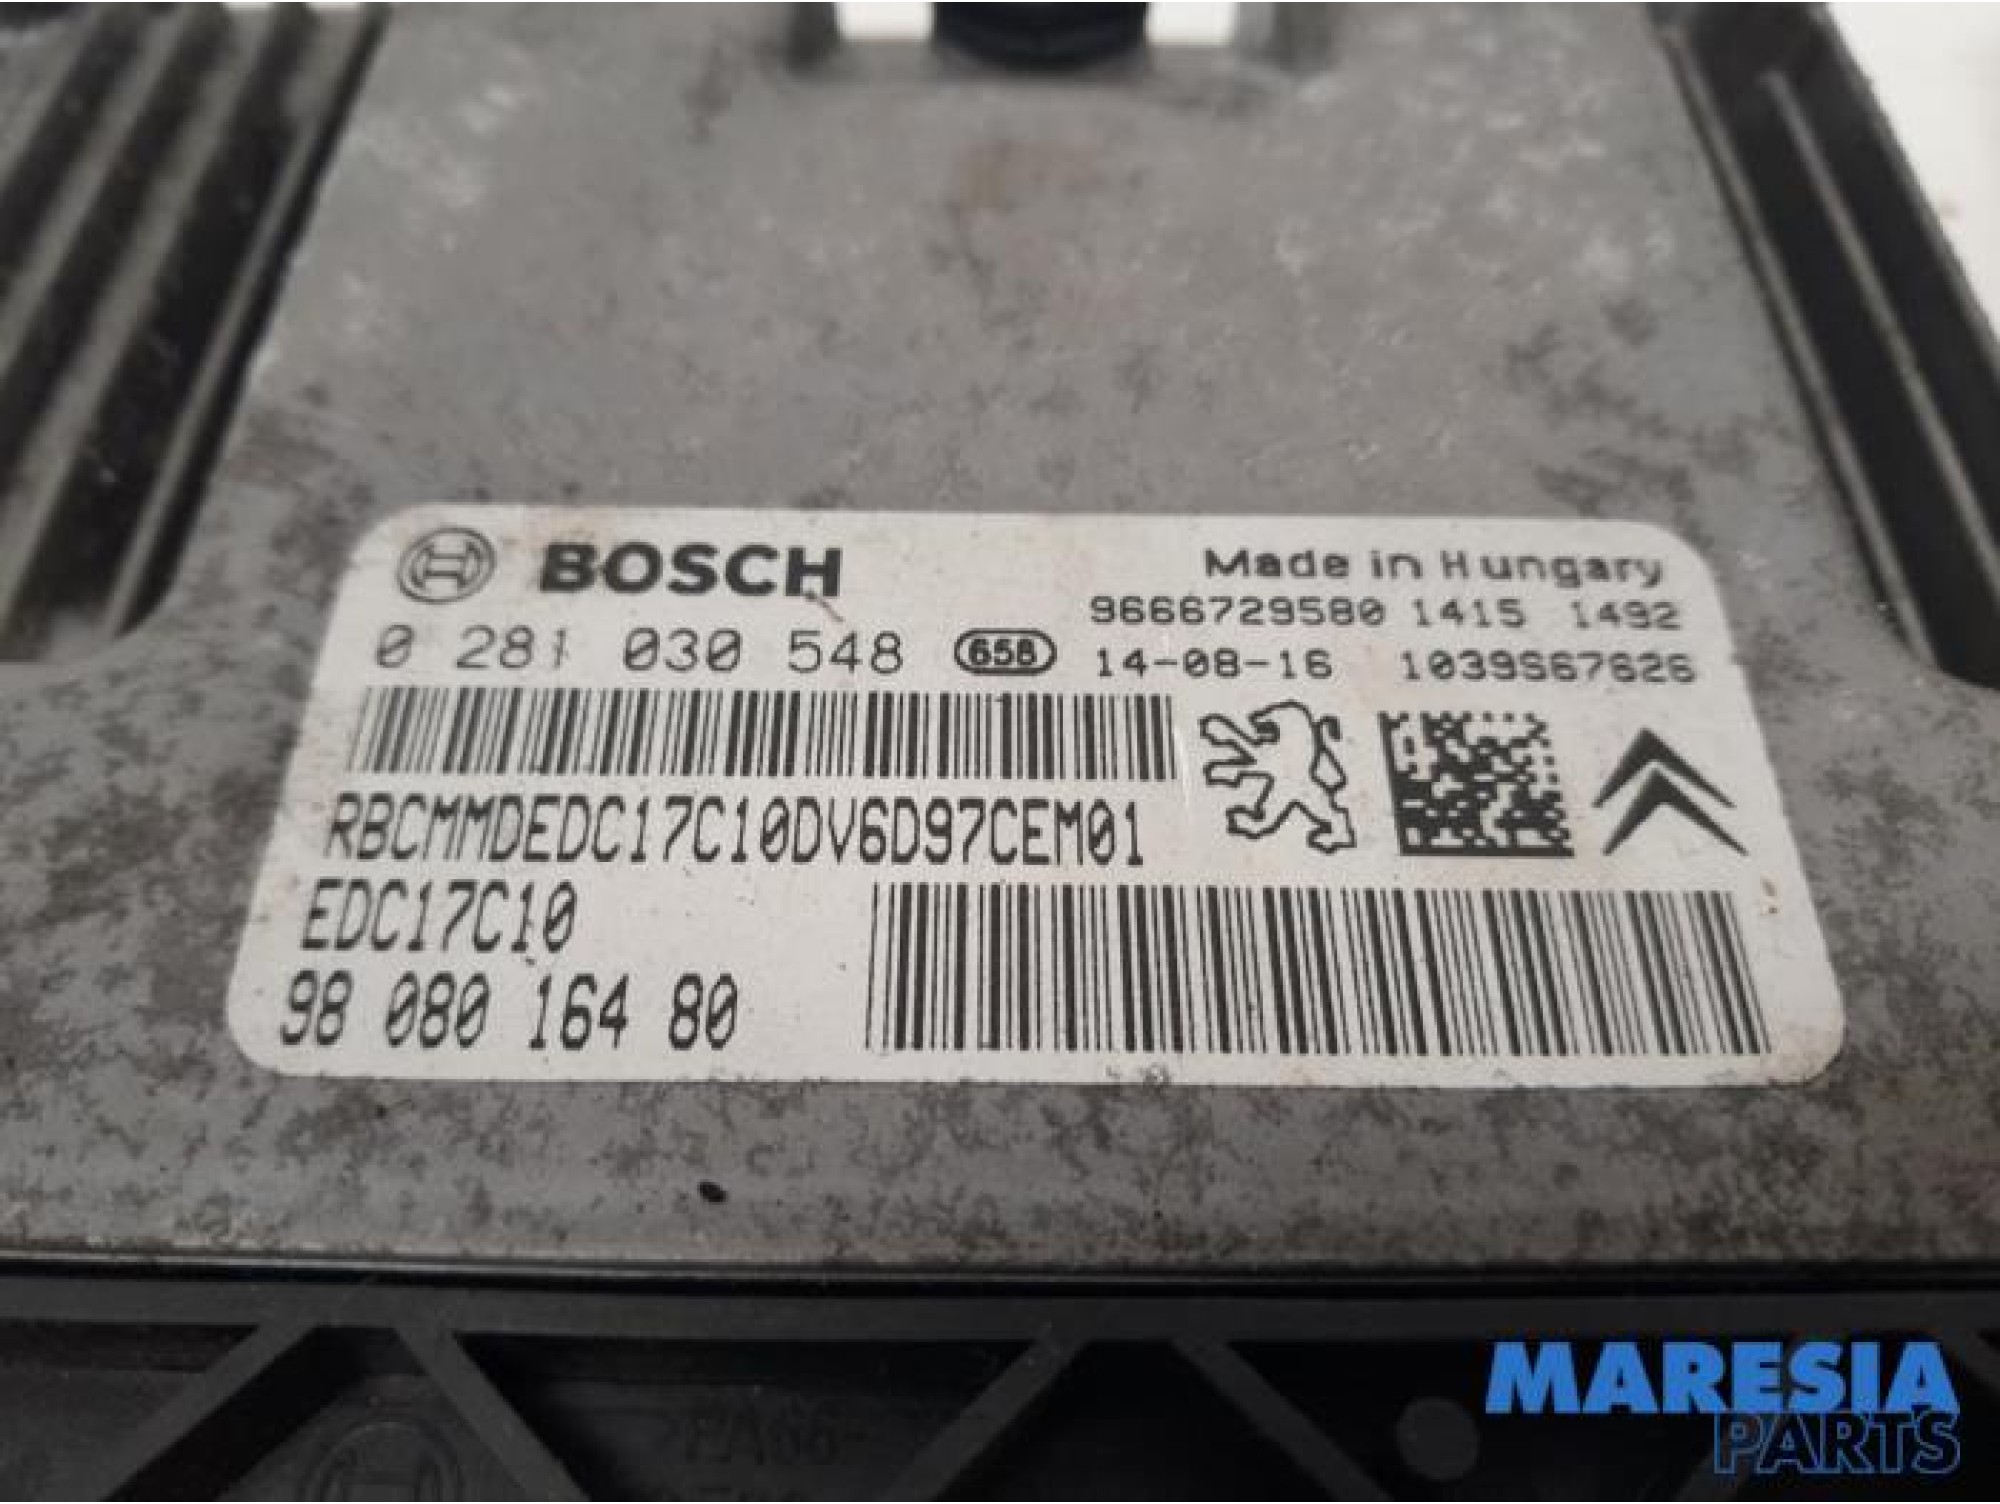 BOSCH
Made in Hungary
9666729580 1415 1492
0 281 030 548 658
14-08-16 1039S67626
RBCMMDEDC17C10DV6D97CEM01
EDC17C10
98 080 164 80
MARESIA
PARTS